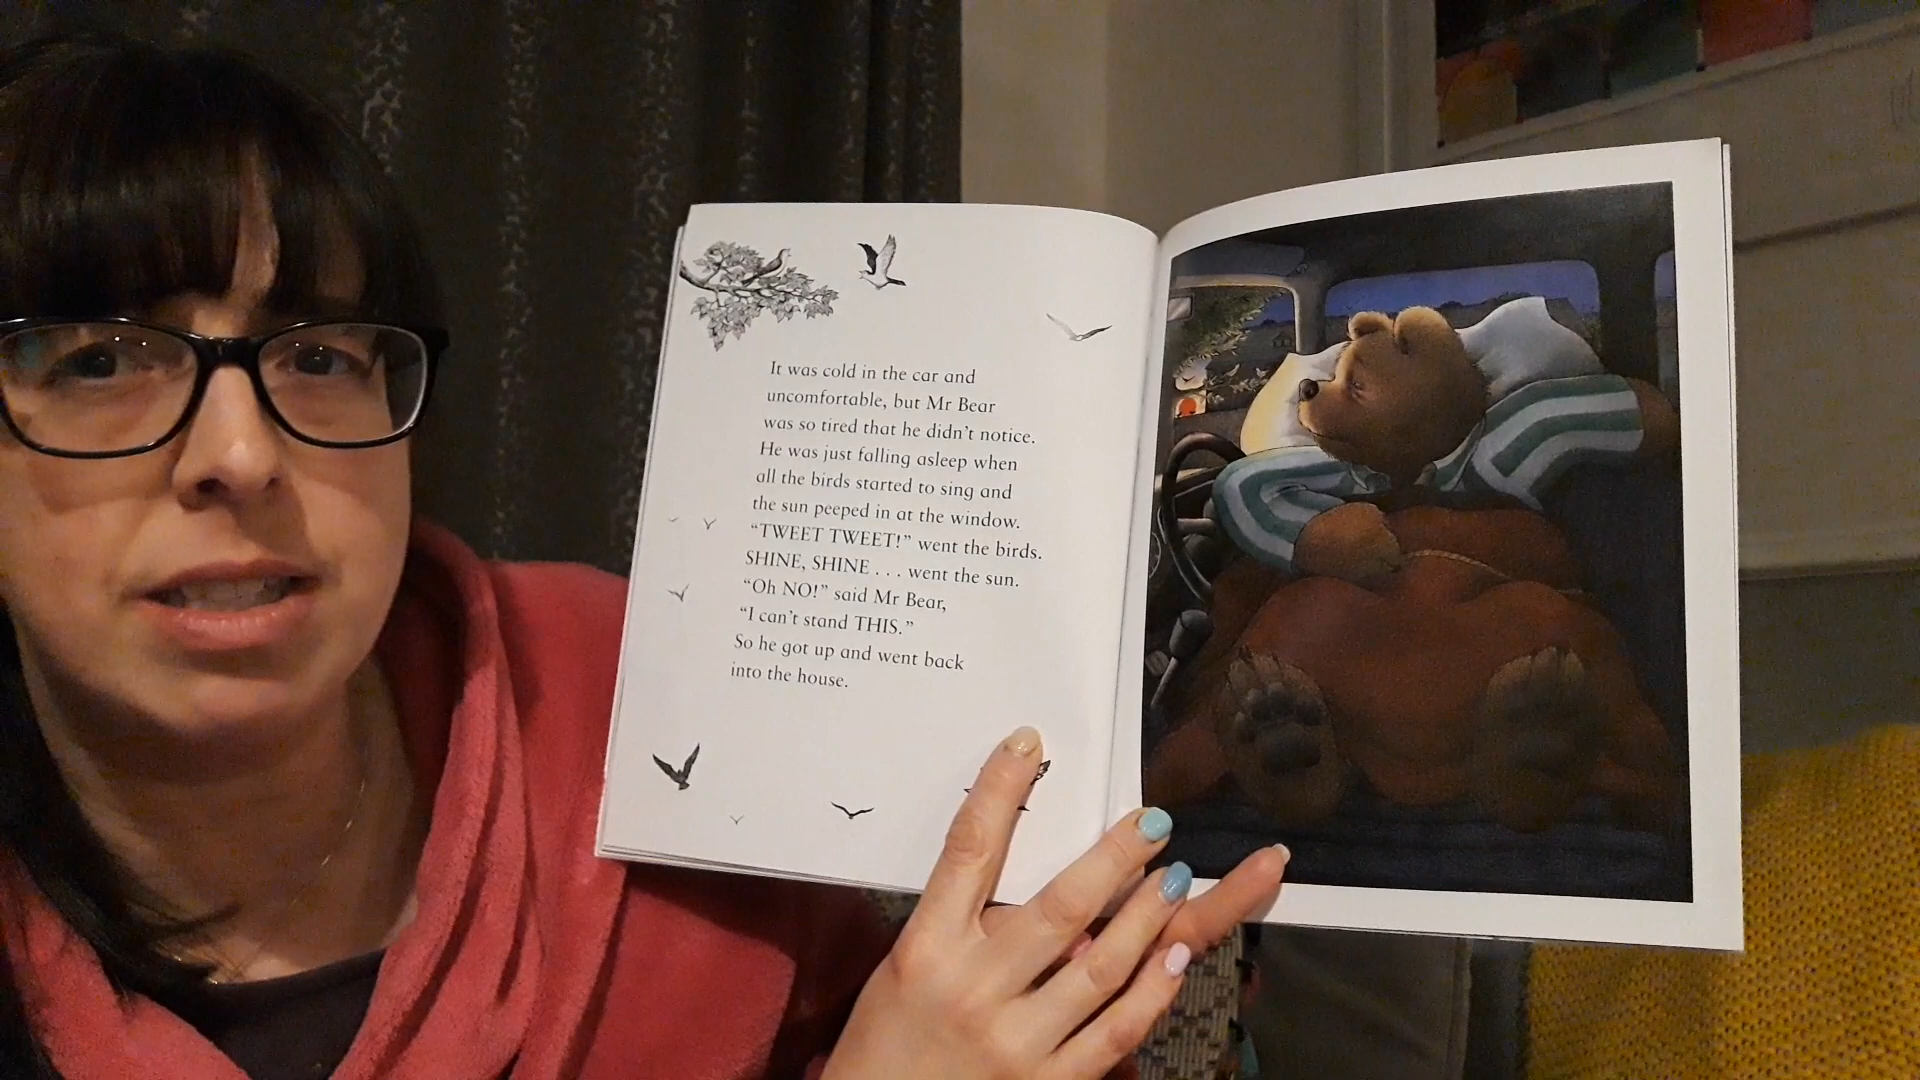 It was cold in the car and
uncomfortable, but Mr Bear
was so tired that he didn't notice.
He was just falling asleep when
all the birds started to sing and
the sun peeped in at the window.
“TWEET TWEET!” went the birds.
SHINE, SHINE . . . went the sun.
“Oh NO!” said Mr Bear,
“I can't stand THIS.”
So he got up and went back
into the house.